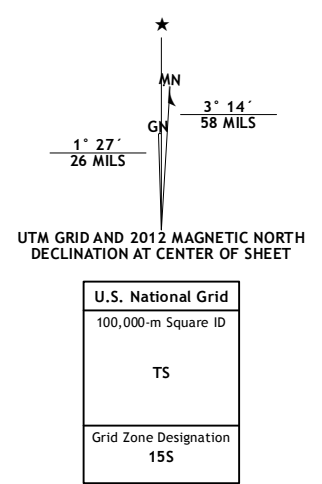 ★
MN
3° 14´
58 MILS
GN
1° 27´
26 MILS
UTM GRID AND 2012 MAGNETIC NORTH
DECLINATION AT CENTER OF SHEET
U.S. National Grid
100,000-m Square ID
TS
Grid Zone Designation
15S